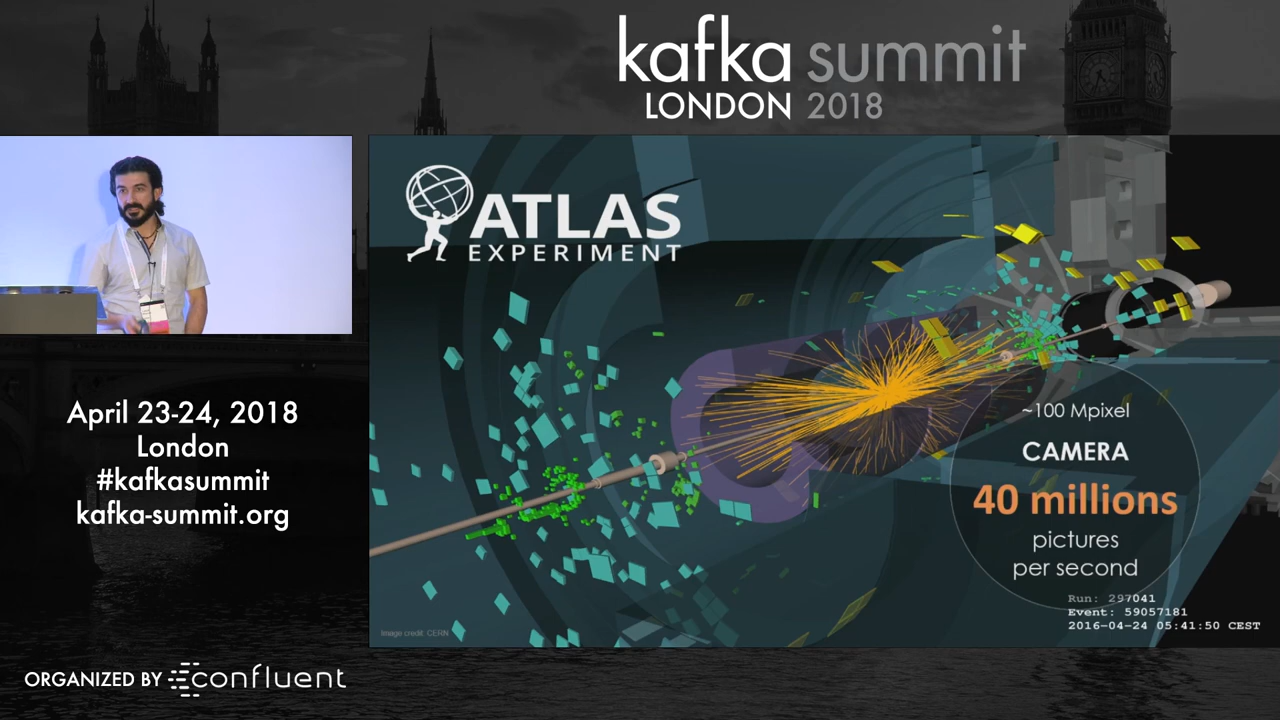 kafka summit
LONDON 2018
ATLAS
EXPERIMENT
~100 Mpixel
CAMERA
40 millions
pictures
per second
Run: 297041
Event: 59057181
2016-04-24 05:41:50 CEST
Image credit: CERN
April 23-24, 2018
London
#kafkasummit
kafka-summit.org
ORGANIZED BY confluent